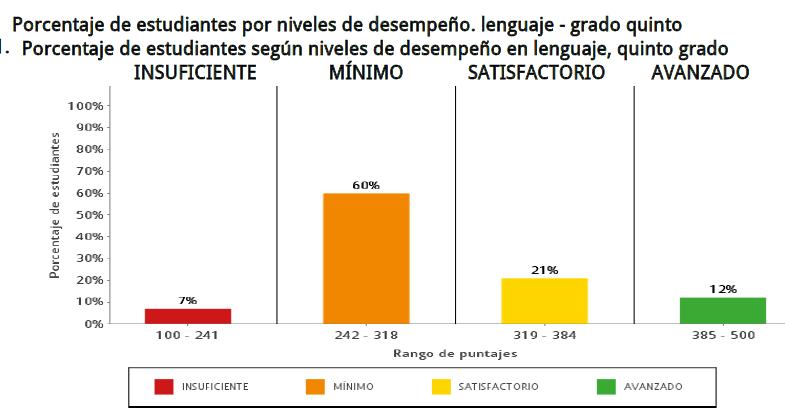 Porcentaje de estudiantes por niveles de desempeño. lenguaje - grado quinto
. Porcentaje de estudiantes según niveles de desempeño en lenguaje, quinto grado
INSUFICIENTE MÍNIMO SATISFACTORIO AVANZADO
100%
90%
80%
70%
60%
50%
40%
30%
20%
10%
0%
Porcentaje de estudiantes
7%
60%
21%
12%
100 - 241 242 - 318 319 - 384 385 - 500
Rango de puntajes
INSUFICIENTE MÍNIMO SATISFACTORIO AVANZADO